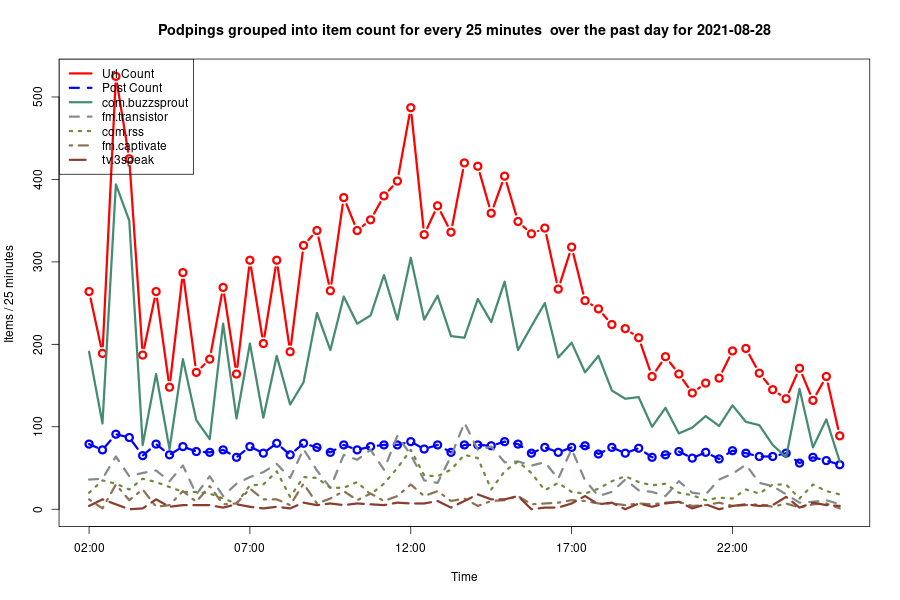 Podpings grouped into item count for every 25 minutes  over the past day for 2021-08-28
Url Count
Post Count
com.buzzsprout
fm.transistor
com.rss
fm.captivate
tv.3speak
Items / 25 minutes
500
400
300
200
100
0
02:00 07:00 12:00 17:00 22:00
Time